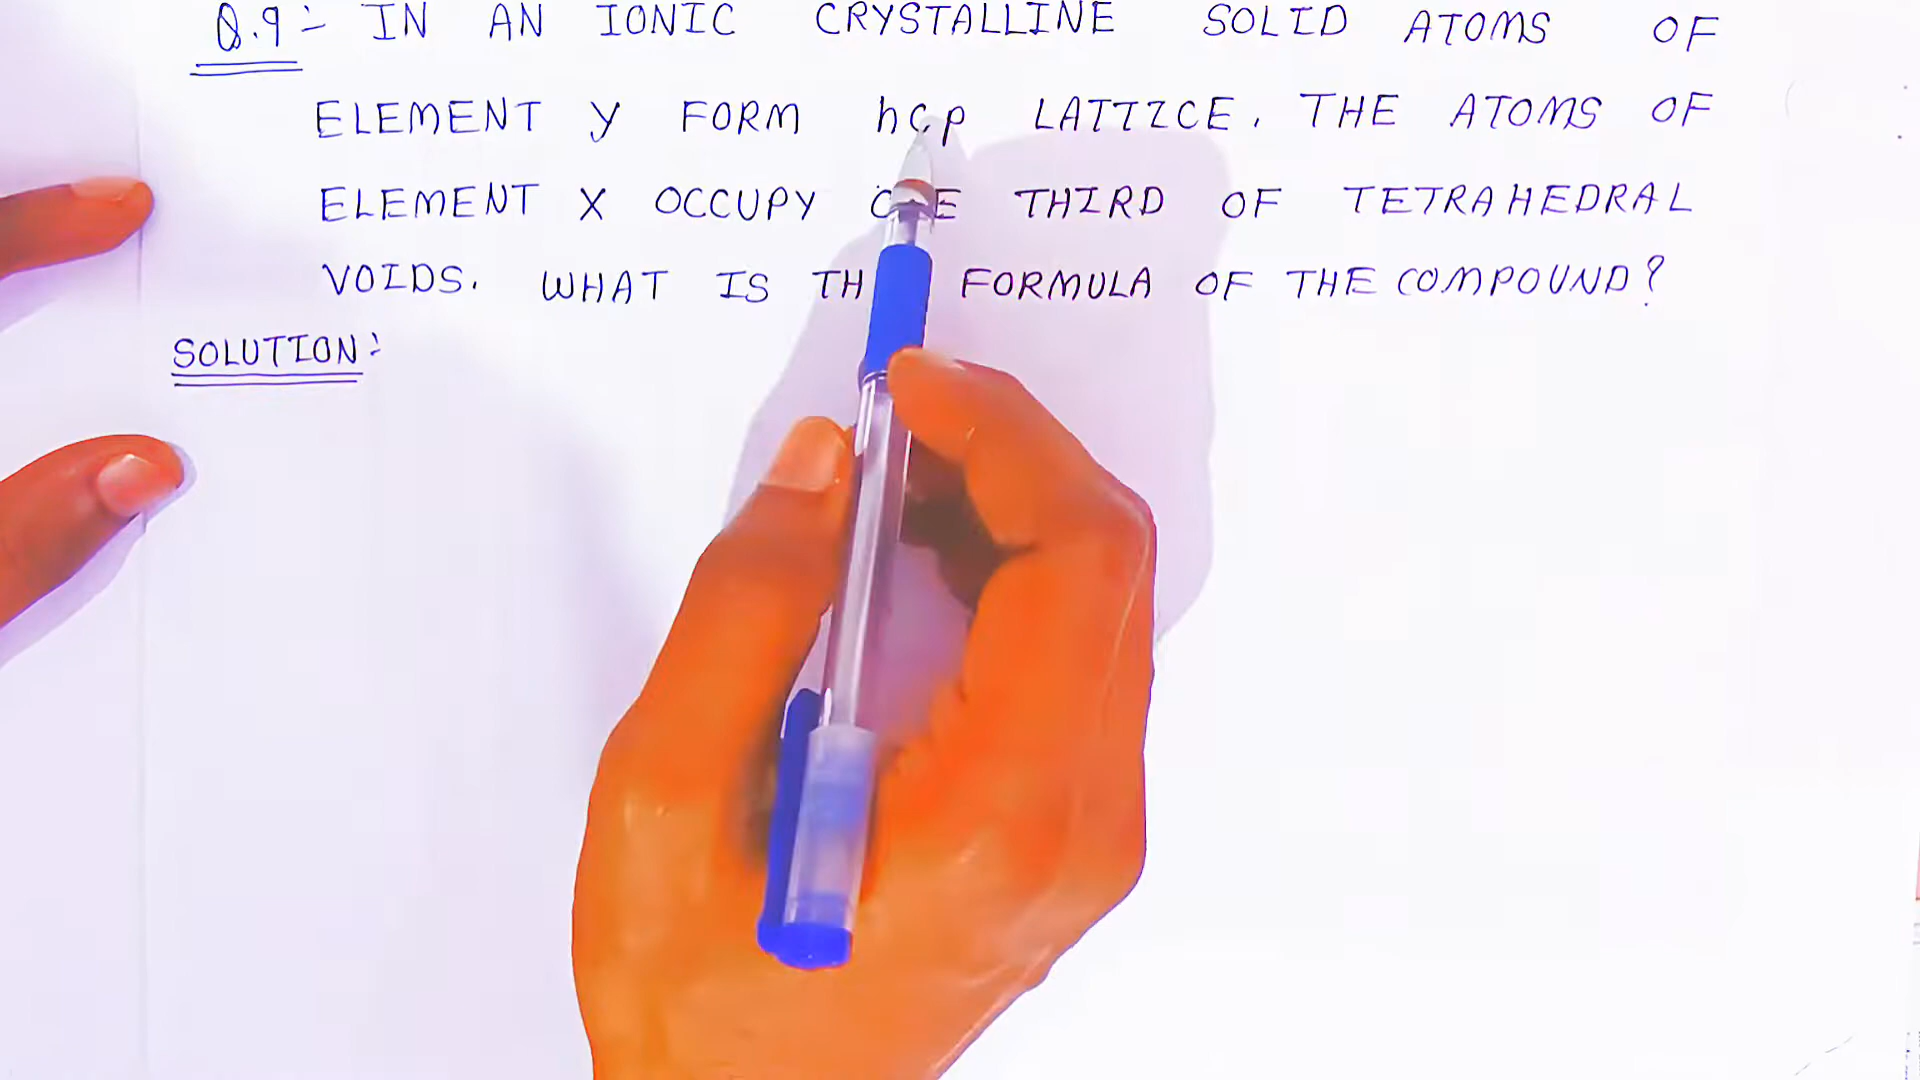 Q.9:- IN AN IONIC CRYSTALLINE SOLID ATOMS OF
ELEMENT Y FORM hcp LATTICE. THE ATOMS OF
ELEMENT X OCCUPY THIRD OF TETRAHEDRAL
VOIDS. WHAT IS FORMULA OF THE COMPOUND?
SOLUTION:-